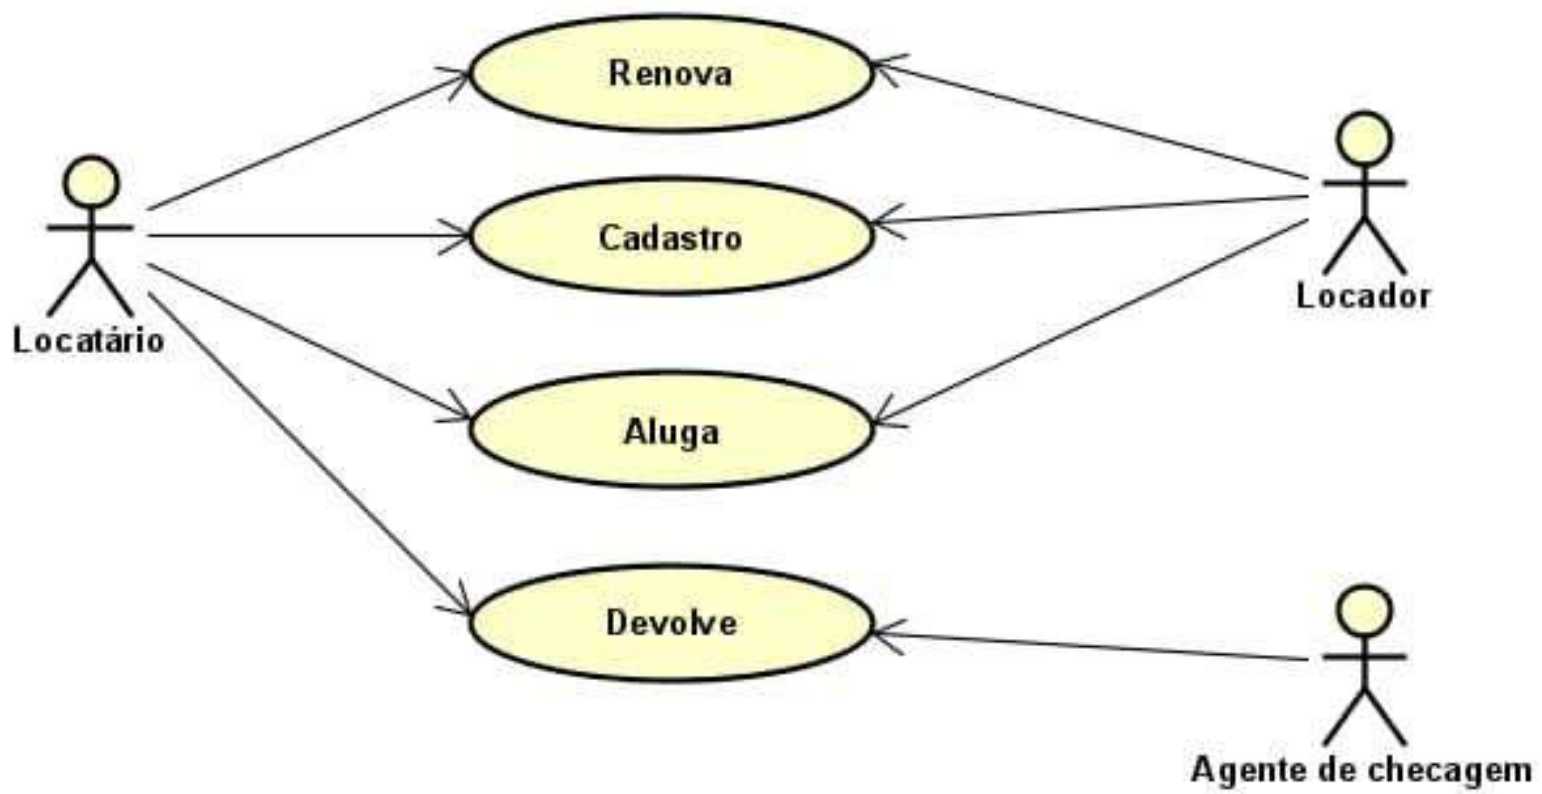 Renova
Cadastro
Locador
Locatário
Aluga
Devolve
Agente de checagem